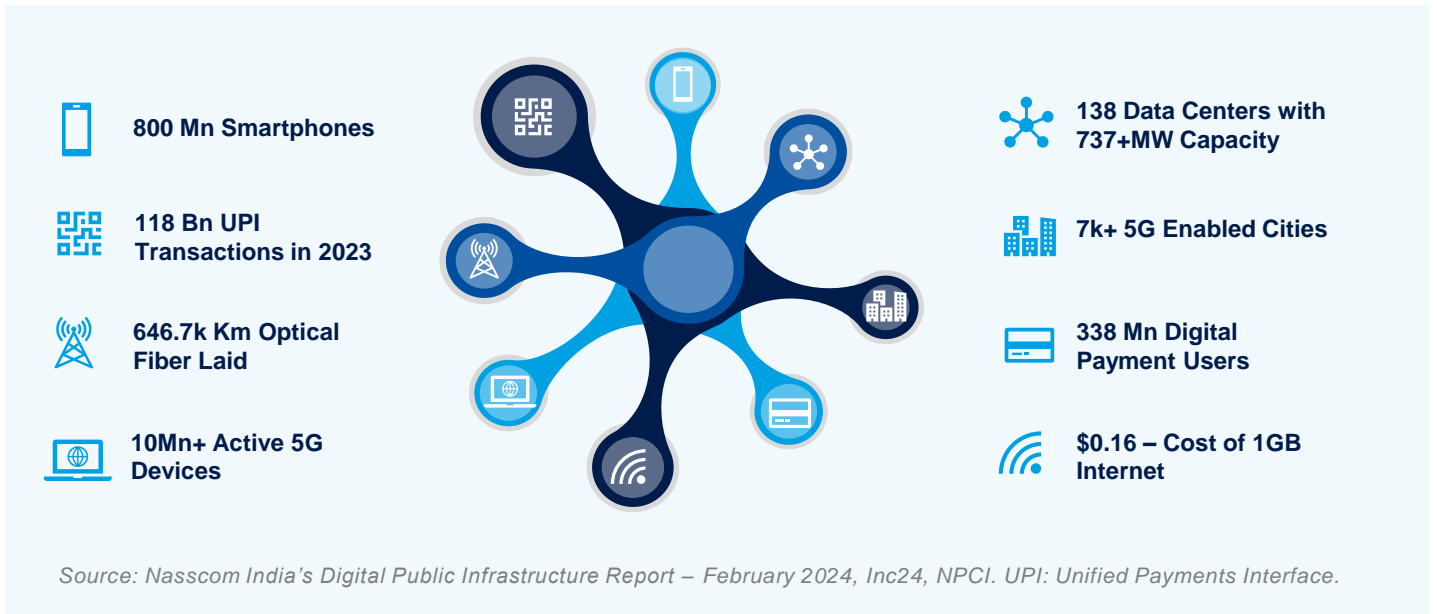 800 Mn Smartphones
118 Bn UPI
Transactions in 2023
646.7k Km Optical
Fiber Laid
10Mn+ Active 5G
Devices
138 Data Centers with
737+MW Capacity
7k+ 5G Enabled Cities
338 Mn Digital
Payment Users
$0.16 – Cost of 1GB
Internet
Source: Nasscom India's Digital Public Infrastructure Report – February 2024, Inc24, NPCI. UPI: Unified Payments Interface.